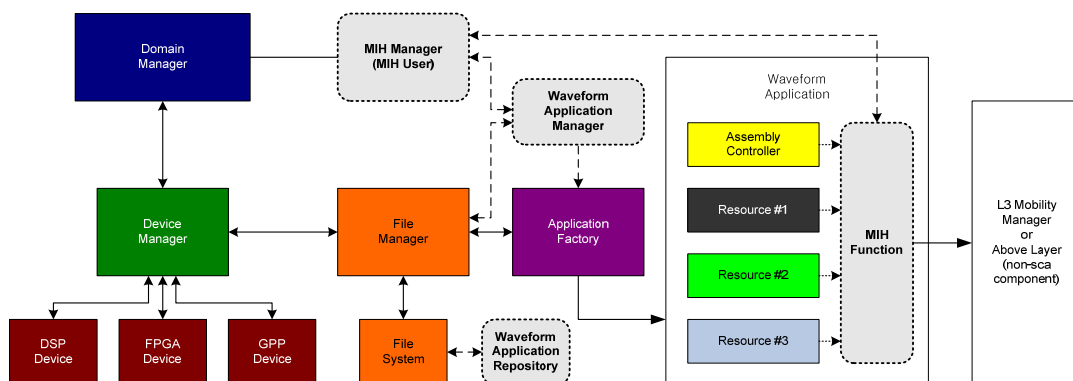 Domain
Manager
MIH Manager
(MIH User)
Waveform
Application
Manager
Waveform
Application
Assembly
Controller
Resource #1
Resource #2
Resource #3
MIH
Function
L3 Mobility
Manager
or
Above Layer
(non-sca
component)
Device
Manager
File
Manager
Application
Factory
DSP
Device
FPGA
Device
GPP
Device
File
System
Waveform
Application
Repository